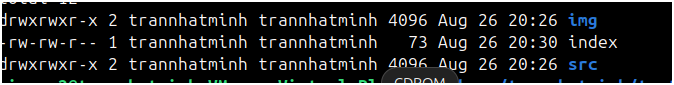 drwxrwxr-x 2 trannhatminh trannhatminh 4096 Aug 26 20:26 img
-rw-rw-r-- 1 trannhatminh trannhatminh   73 Aug 26 20:30 index
drwxrwxr-x 2 trannhatminh trannhatminh 4096 Aug 26 20:26 src
CDROM